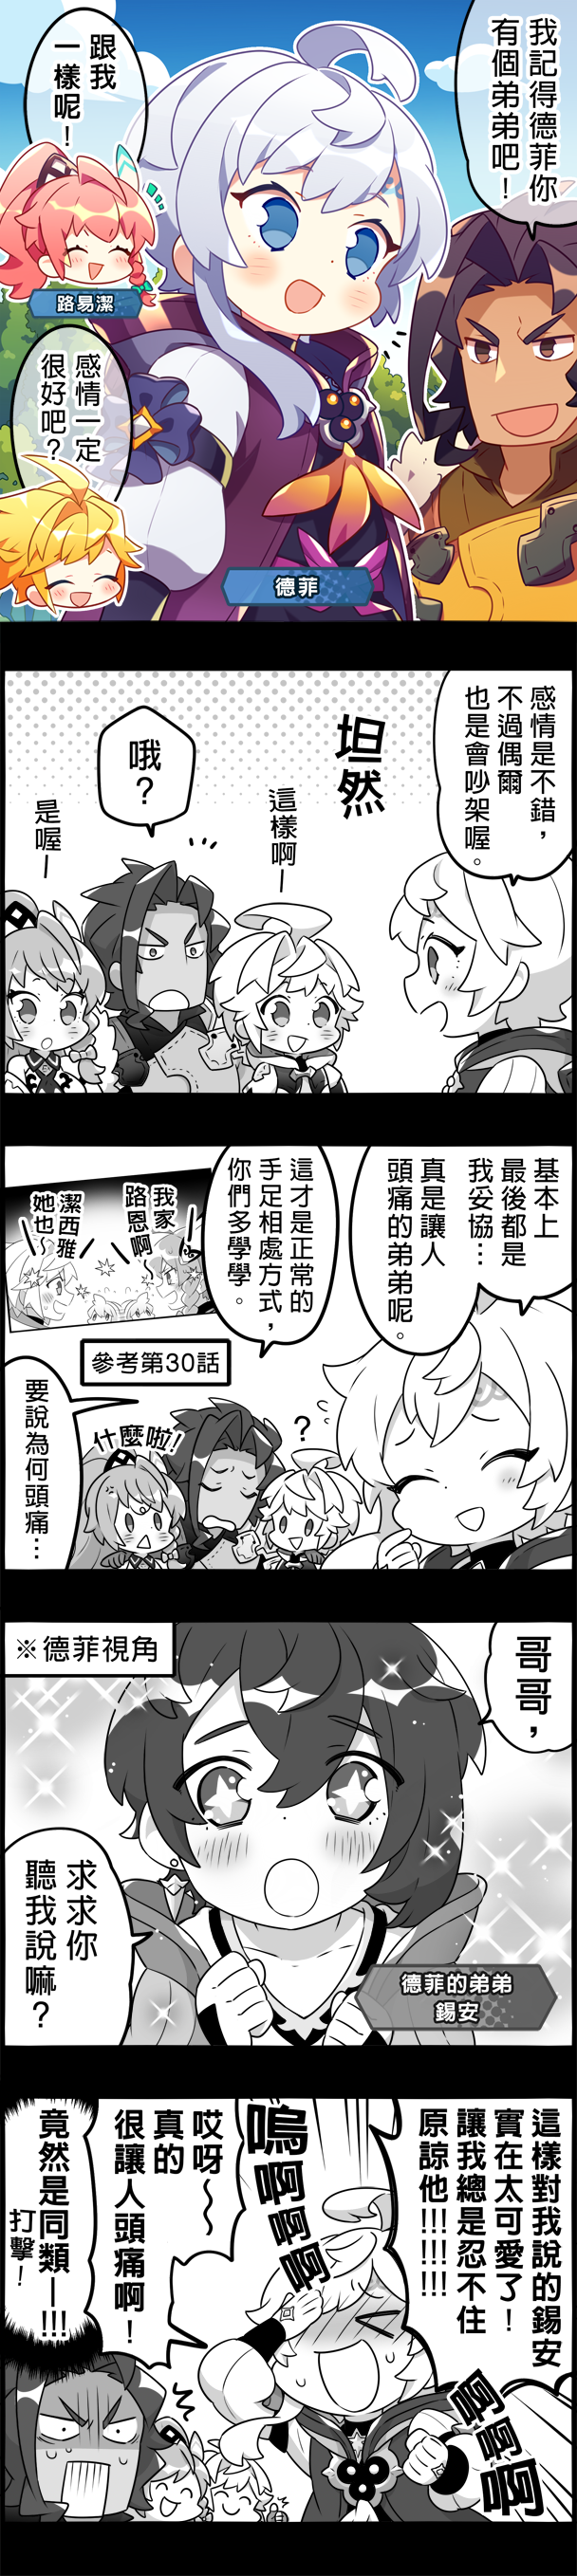 我記得德菲你
有個弟弟吧！
跟我
一樣呢！
路易潔
感情一定
很好吧？
德菲
感情是不錯，
不過偶爾
也是會吵架喔。
坦然
這樣啊—
哦？
是喔—
基本上
最後都是
我妥協…
真是讓人
頭痛的弟弟呢。
這才是正常的
手足相處方式，
你們多學學。
我家
路恩啊～
潔西雅
她也～
參考第30話
？
什麼啦！
要說為何頭痛…
※德菲視角
哥哥，
求求你
聽我說嘛？
德菲的弟弟
錫安
這樣對我說的錫安
實在太可愛了！
讓我總是忍不住
原諒他!!!!!!
嗚啊啊啊
啊啊啊
哎呀～
真的
很讓人頭痛啊！
竟然是同類—!!!
打擊！